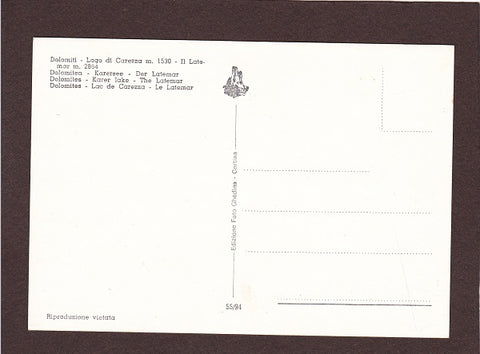 Dolomiti - Lago di Carezza m. 1530 - Il Late-
mar m. 2864
Dolomiten - Karersee - Der Latemar
Dolomites - Karer lake - The Latemar
Dolomites - Lac de Carezza - Le Latemar
Edizione Foto Ghedina - Cortina
55/94
Riproduzione vietata